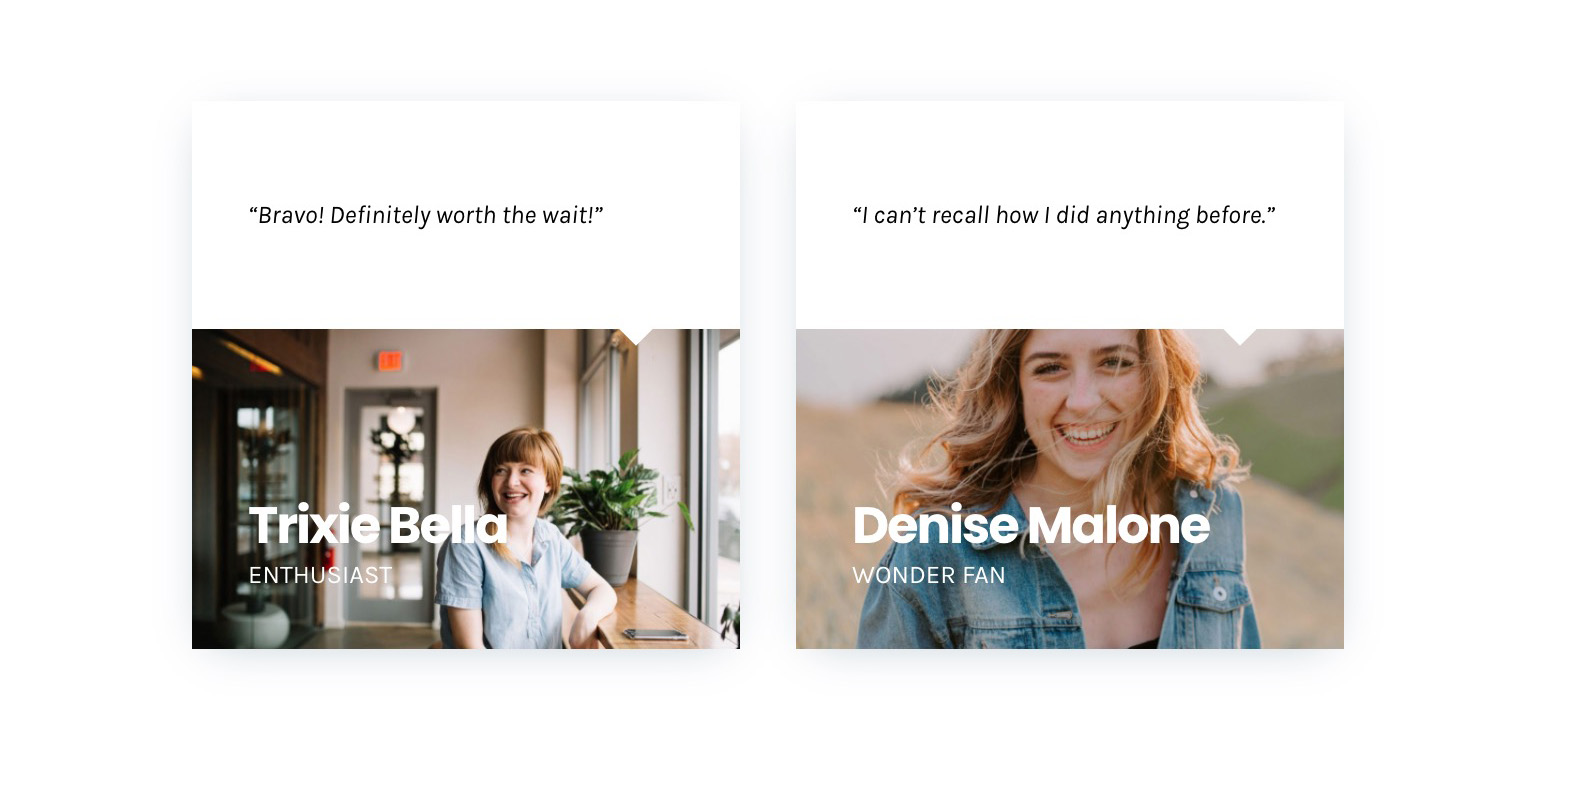 “Bravo! Definitely worth the wait!”
Trixie Bella
ENTHUSIAST
“I can’t recall how I did anything before.”
Denise Malone
WONDER FAN